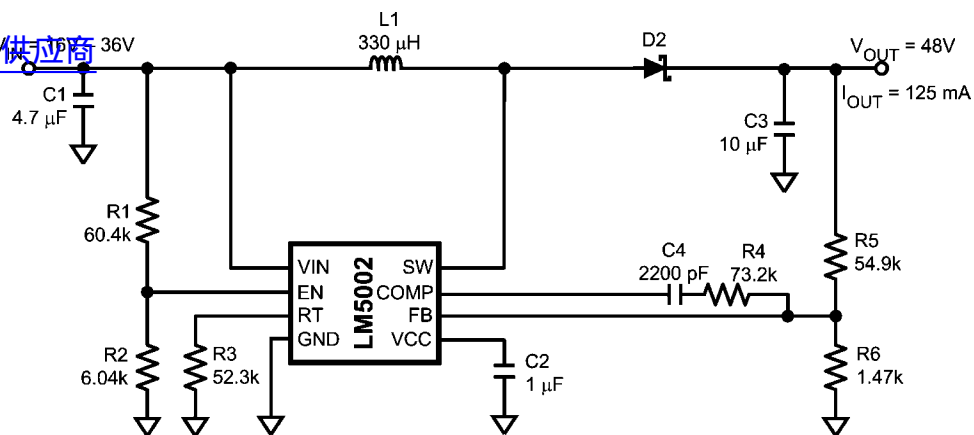 L1
330 µH
供应商
VIN = 16V - 36V
D2
VOUT = 48V
IOUT = 125 mA
C1
4.7 µF
C3
10 µF
R1
60.4k
R5
54.9k
C4
2200 pF
R4
73.2k
VIN
EN
RT
GND
LM5002
SW
COMP
FB
VCC
R2
6.04k
R3
52.3k
C2
1 µF
R6
1.47k